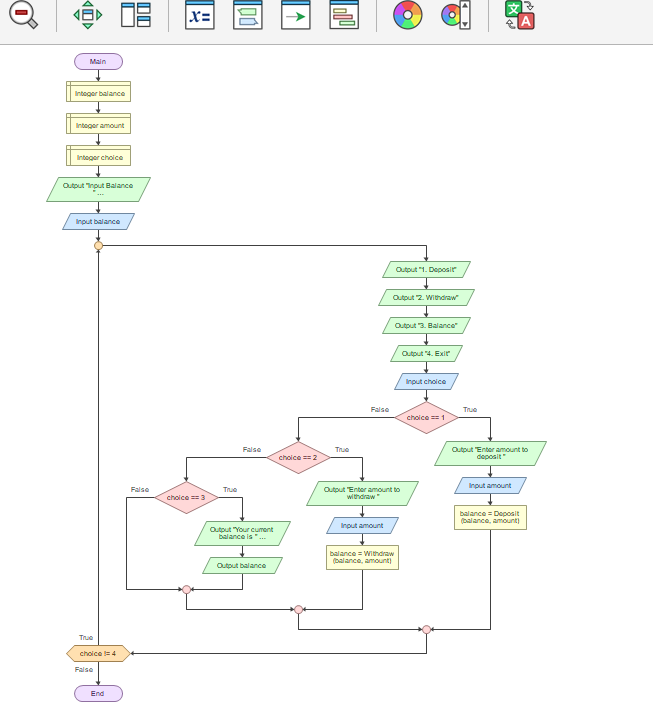 x=
文
A
Main
Integer balance
Integer amount
Integer choice
Output "Input Balance
" ...
Input balance
Output "1. Deposit"
Output "2. Withdraw"
Output "3. Balance"
Output "4. Exit"
Input choice
False
choice == 1
True
False
choice == 2
True
Output "Enter amount to
deposit "
False
choice == 3
True
Output "Enter amount to
withdraw "
Input amount
Output "Your current
balance is " ...
Input amount
balance = Deposit
(balance, amount)
Output balance
balance = Withdraw
(balance, amount)
True
choice != 4
False
End